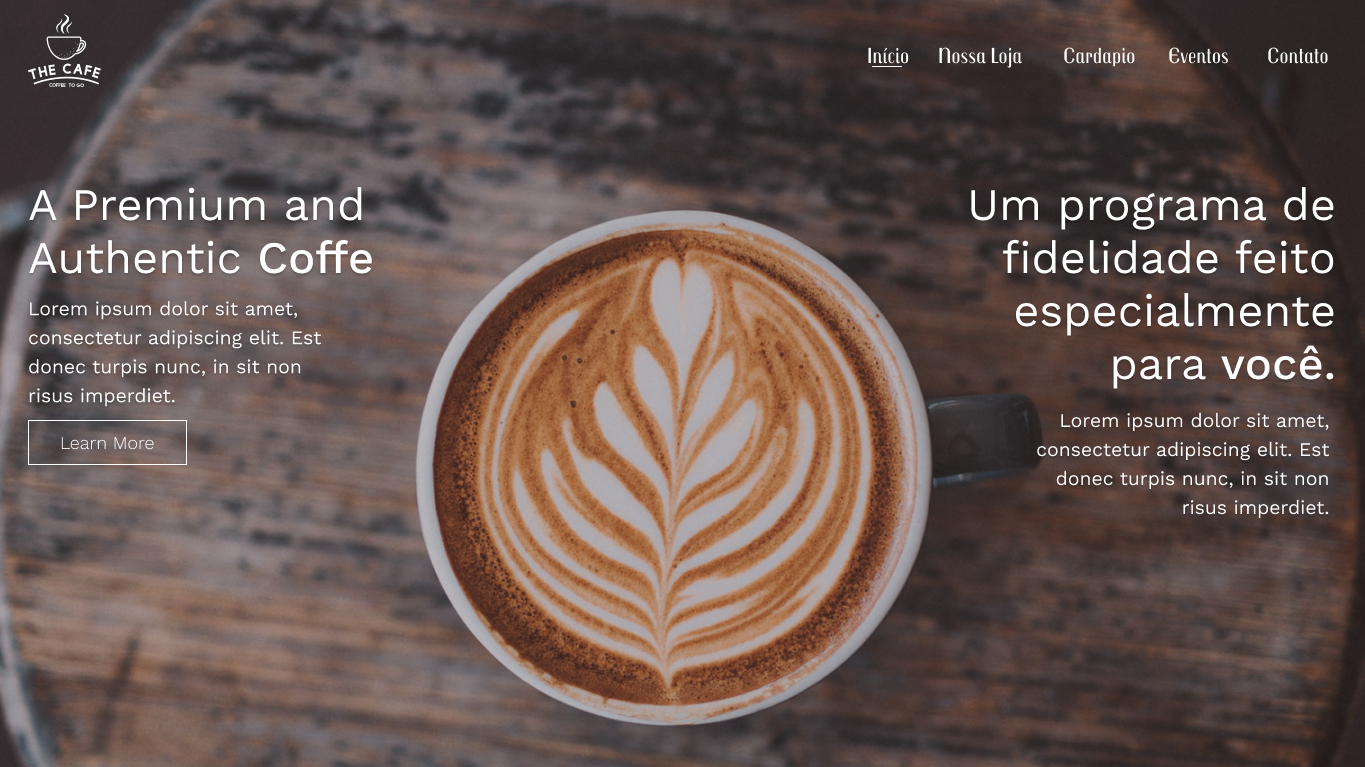 THE CAFE
COFFEE TO GO
Início
Nossa Loja
Cardapio
Eventos
Contato
A Premium and
Authentic Coffe
Lorem ipsum dolor sit amet,
consectetur adipiscing elit. Est
donec turpis nunc, in sit non
risus imperdiet.
Learn More
Um programa de
fidelidade feito
especialmente
para você.
Lorem ipsum dolor sit amet,
consectetur adipiscing elit. Est
donec turpis nunc, in sit non
risus imperdiet.